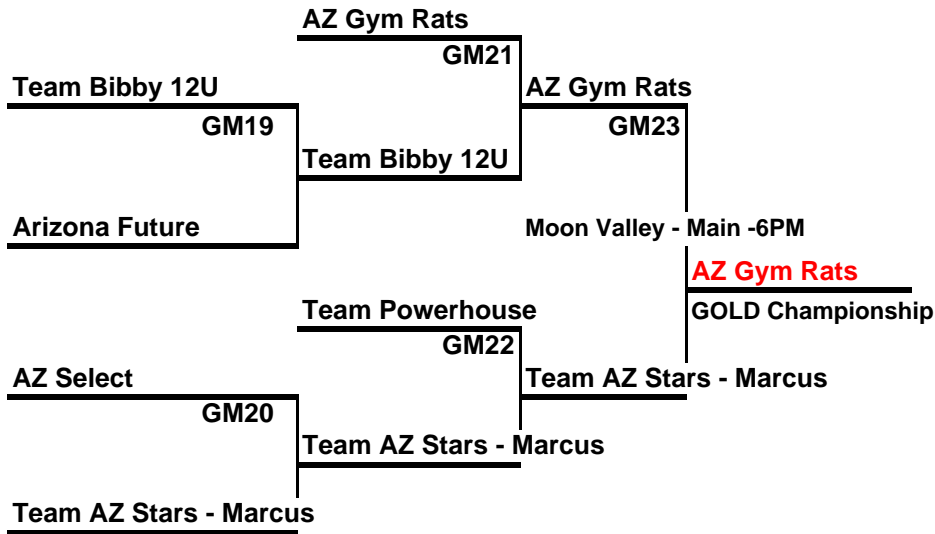 AZ Gym Rats
GM21
Team Bibby 12U
AZ Gym Rats
GM19
GM23
Team Bibby 12U
Arizona Future
Moon Valley - Main -6PM
AZ Gym Rats
Team Powerhouse
GOLD Championship
GM22
AZ Select
Team AZ Stars - Marcus
GM20
Team AZ Stars - Marcus
Team AZ Stars - Marcus